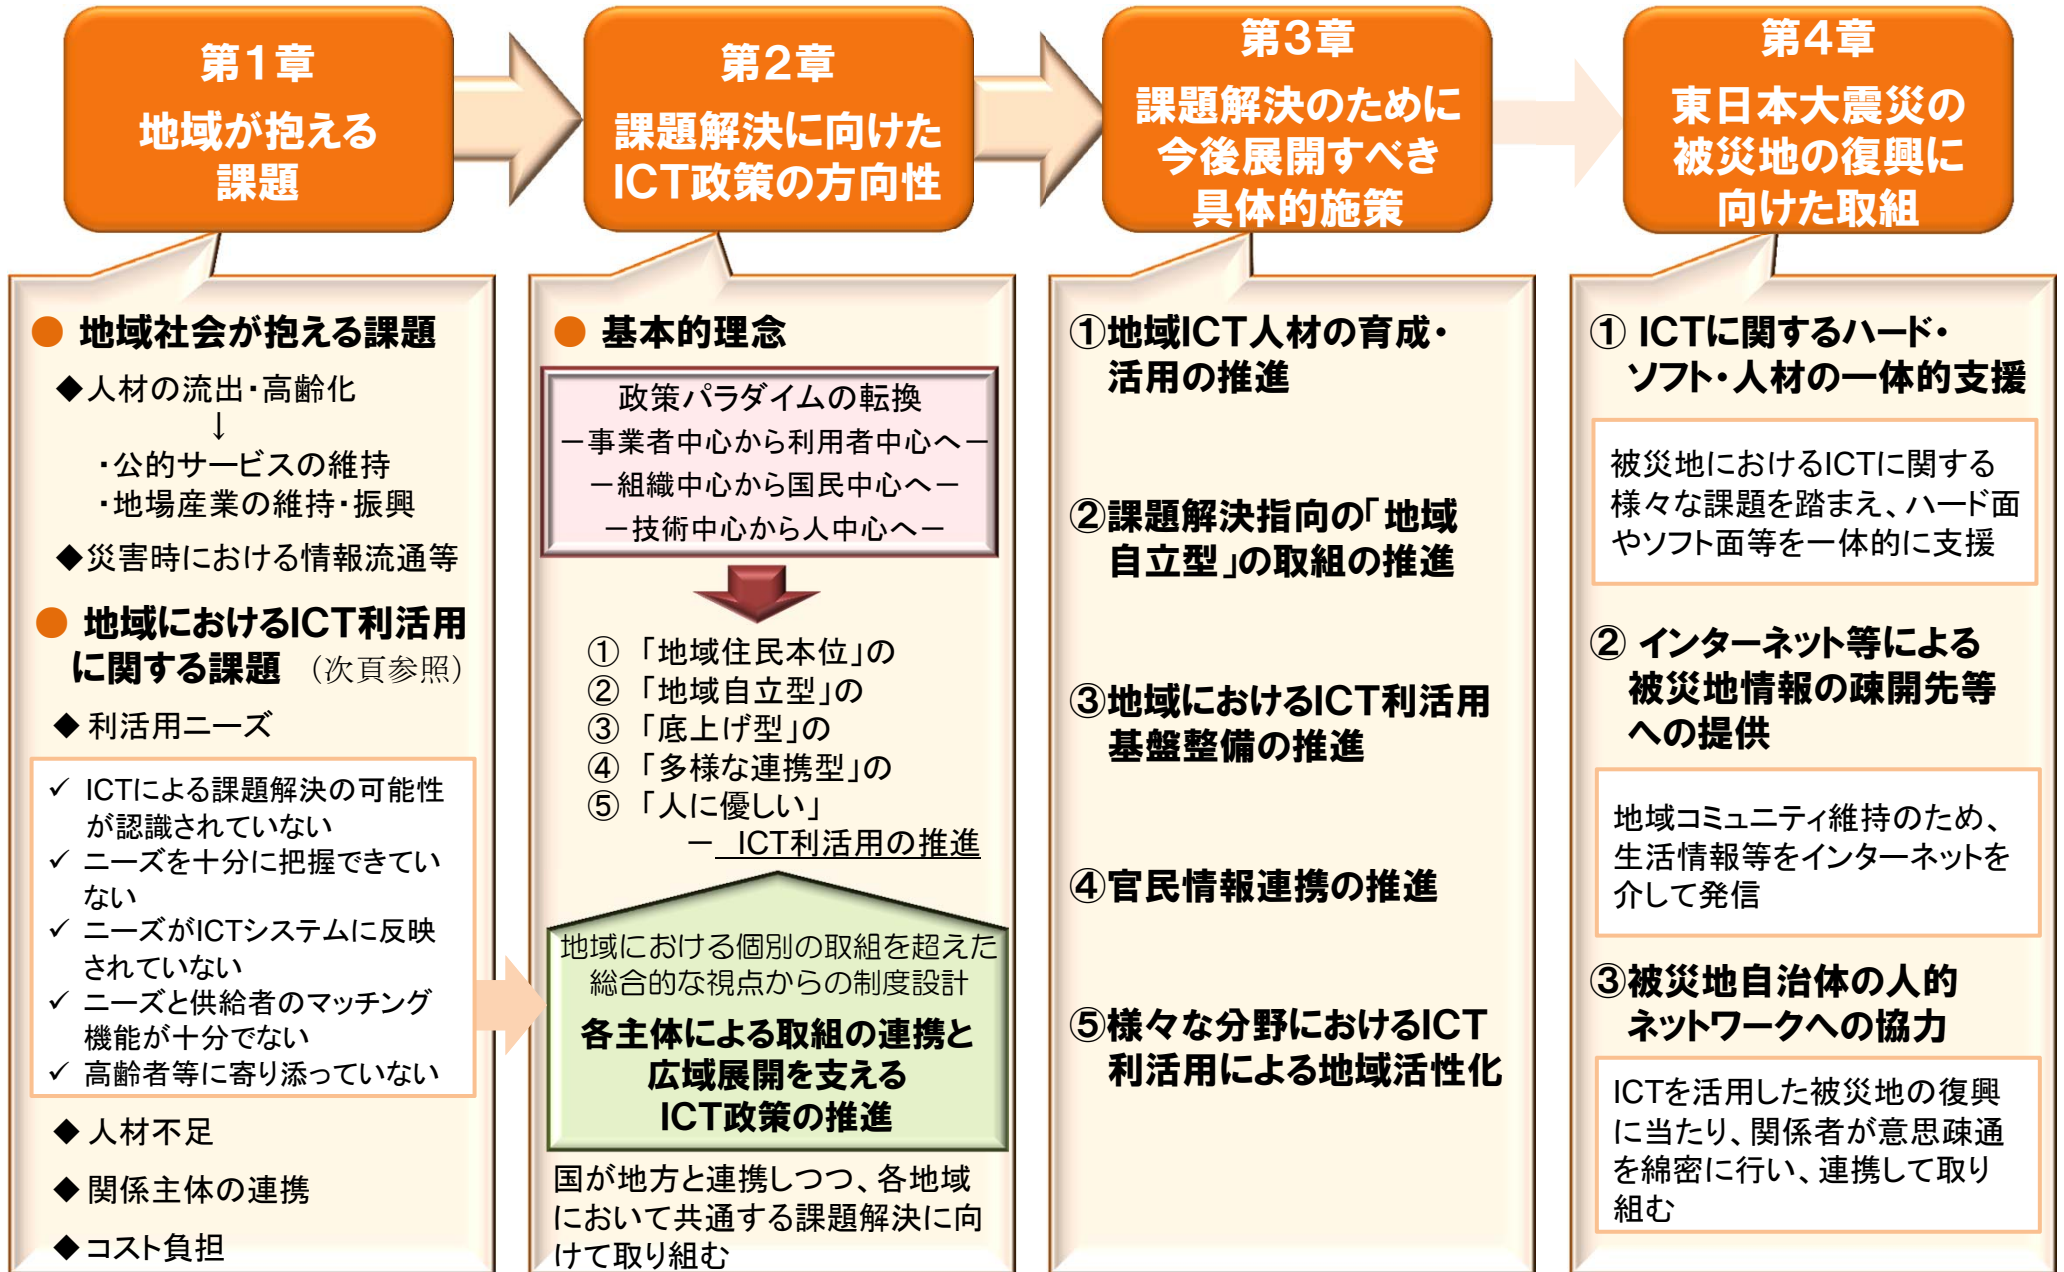 第1章
地域が抱える
課題
● 地域社会が抱える課題
◆人材の流出・高齢化
↓
・公的サービスの維持
・地場産業の維持・振興
◆災害時における情報流通等
● 地域におけるICT利活用
に関する課題 （次頁参照）
◆ 利活用ニーズ
✓ ICTによる課題解決の可能性
が認識されていない
✓ ニーズを十分に把握できてい
ない
✓ ニーズがICTシステムに反映
されていない
✓ ニーズと供給者のマッチング
機能が十分でない
✓ 高齢者等に寄り添っていない
◆ 人材不足
◆ 関係主体の連携
◆ コスト負担
第2章
課題解決に向けた
ICT政策の方向性
● 基本的理念
政策パラダイムの転換
－事業者中心から利用者中心へ－
－組織中心から国民中心へ－
－技術中心から人中心へ－
① 「地域住民本位」の
② 「地域自立型」の
③ 「底上げ型」の
④ 「多様な連携型」の
⑤ 「人に優しい」
－ ICT利活用の推進
地域における個別の取組を超えた
総合的な視点からの制度設計
各主体による取組の連携と
広域展開を支える
ICT政策の推進
国が地方と連携しつつ、各地域
において共通する課題解決に向
けて取り組む
第3章
課題解決のために
今後展開すべき
具体的施策
①地域ICT人材の育成・
活用の推進
②課題解決指向の「地域
自立型」の取組の推進
③地域におけるICT利活用
基盤整備の推進
④官民情報連携の推進
⑤様々な分野におけるICT
利活用による地域活性化
第4章
東日本大震災の
被災地の復興に
向けた取組
① ICTに関するハード・
ソフト・人材の一体的支援
被災地におけるICTに関する
様々な課題を踏まえ、ハード面
やソフト面等を一体的に支援
② インターネット等による
被災地情報の疎開先等
への提供
地域コミュニティ維持のため、
生活情報等をインターネットを
介して発信
③被災地自治体の人的
ネットワークへの協力
ICTを活用した被災地の復興
に当たり、関係者が意思疎通
を綿密に行い、連携して取り
組む